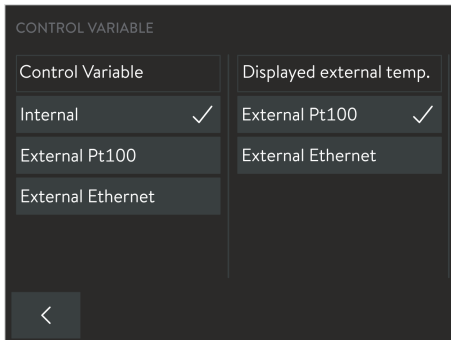 CONTROL VARIABLE
Control Variable
Internal
External Pt100
External Ethernet
Displayed external temp.
External Pt100
External Ethernet